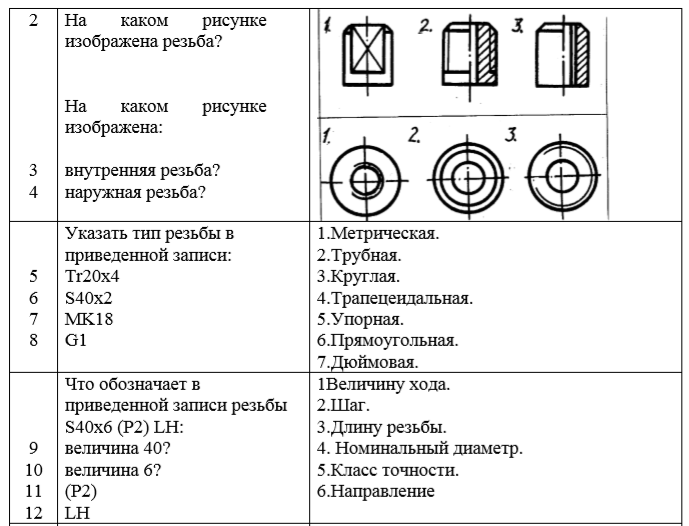 2 На каком рисунке
изображена резьба?
1. 2. 3.
На каком рисунке
изображена:
1. 2. 3.
3 внутренняя резьба?
4 наружная резьба?
Указать тип резьбы в
приведенной записи:
5 Tr20x4
6 S40x2
7 МК18
8 G1
1.Метрическая.
2.Трубная.
3.Круглая.
4.Трапецеидальная.
5.Упорная.
6.Прямоугольная.
7.Дюймовая.
Что обозначает в
приведенной записи резьбы
S40x6 (P2) LH:
9 величина 40?
10 величина 6?
11 (P2)
12 LH
1Величину хода.
2.Шаг.
3.Длину резьбы.
4. Номинальный диаметр.
5.Класс точности.
6.Направление